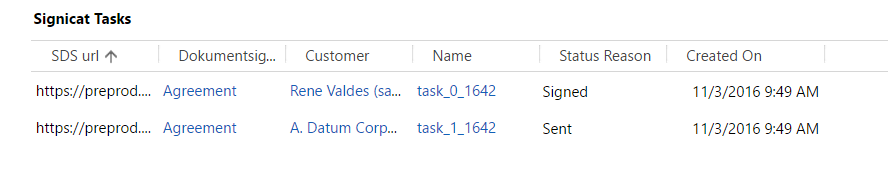 Signicat Tasks
SDS url ↑ Dokumentsig... Customer Name Status Reason Created On
https://preprod.... Agreement Rene Valdes (sa... task_0_1642 Signed 11/3/2016 9:49 AM
https://preprod.... Agreement A. Datum Corp... task_1_1642 Sent 11/3/2016 9:49 AM